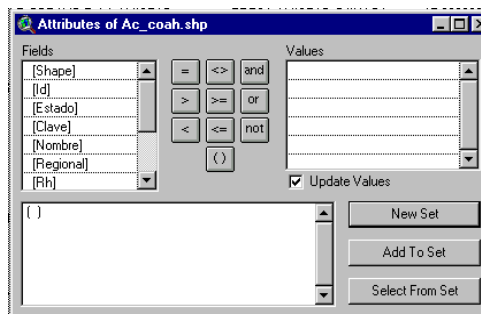 Attributes of Ac_coah.shp
Fields
Values
[Shape]
[Id]
[Estado]
[Clave]
[Nombre]
[Regional]
[Rh]
= <> and
> >= or
< <= not
( )
Update Values
( )
New Set
Add To Set
Select From Set